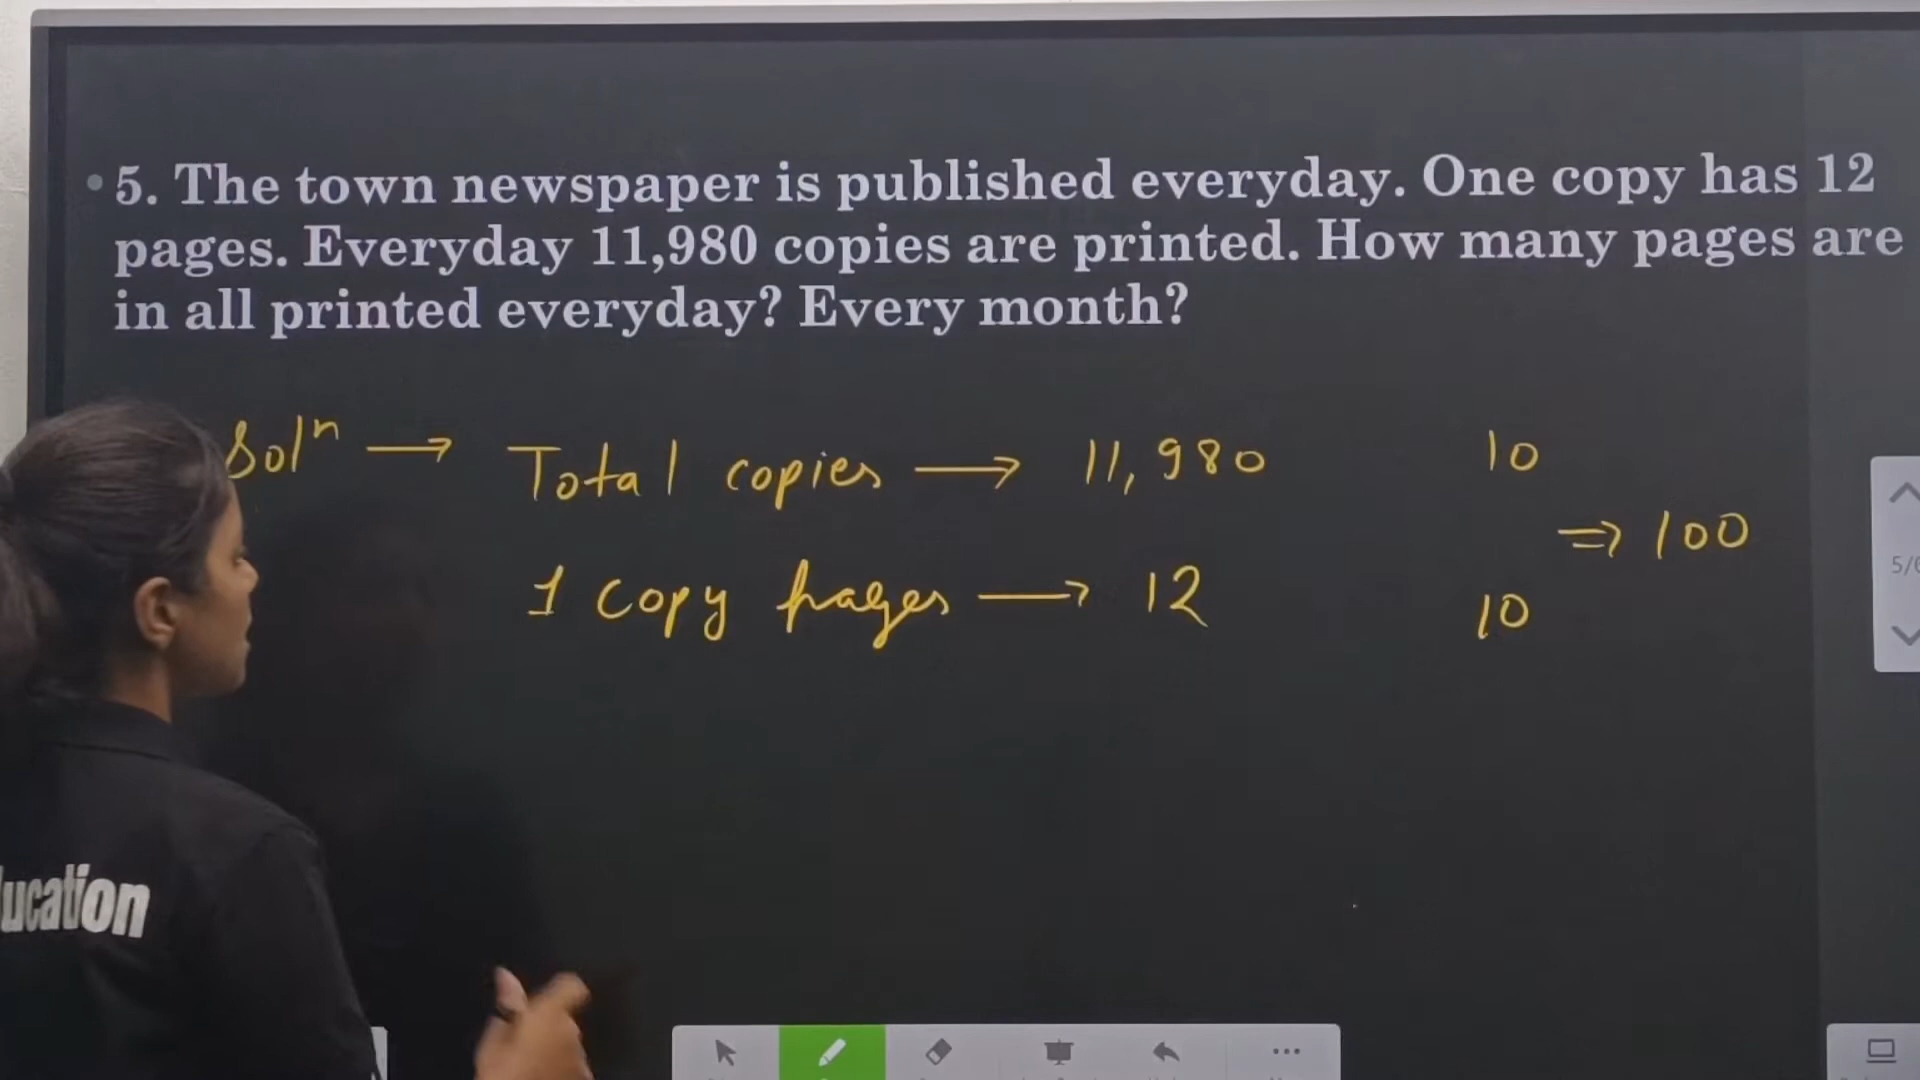 • 5. The town newspaper is published everyday. One copy has 12
pages. Everyday 11,980 copies are printed. How many pages are
in all printed everyday? Every month?
Solⁿ → Total copies → 11,980
1 copy pages → 12
10
⇒ 100
10
5/
ucation